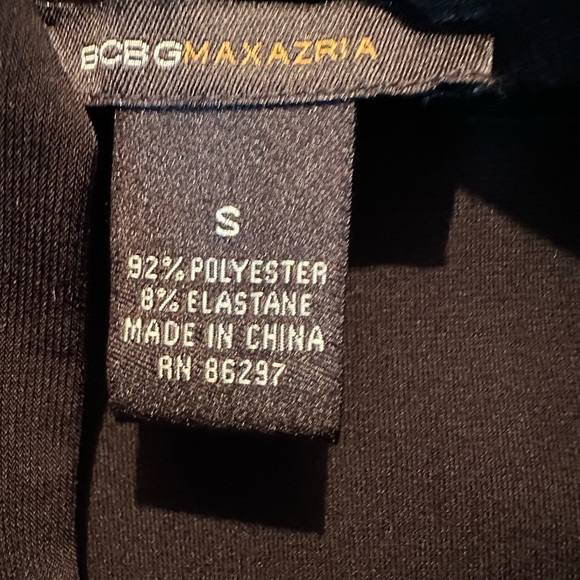 BCBGMAXAZRIA
S
92% POLYESTER
8% ELASTANE
MADE IN CHINA
RN 86297